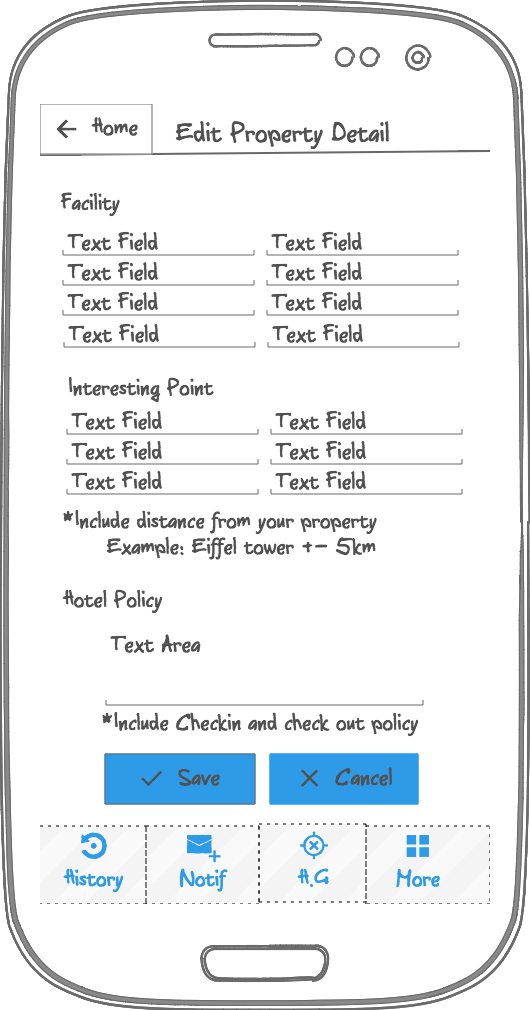 Home
Edit Property Detail
Facility
Text Field Text Field
Text Field Text Field
Text Field Text Field
Text Field Text Field
Interesting Point
Text Field Text Field
Text Field Text Field
Text Field Text Field
*Include distance from your property
Example: Eiffel tower +- 5km
Hotel Policy
Text Area
*Include Checkin and check out policy
Save Cancel
History Notif H.G More